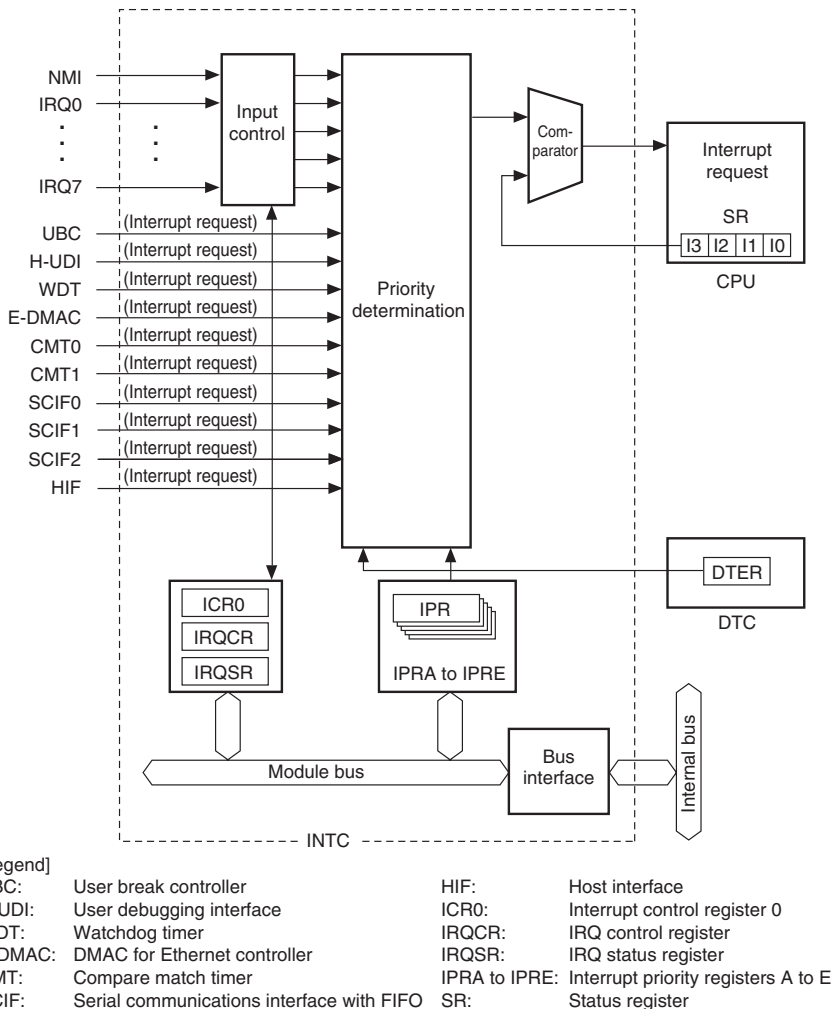 NMI
IRQ0
IRQ7
Input
control
UBC (Interrupt request)
H-UDI (Interrupt request)
WDT (Interrupt request)
E-DMAC (Interrupt request)
CMT0 (Interrupt request)
CMT1 (Interrupt request)
SCIF0 (Interrupt request)
SCIF1 (Interrupt request)
SCIF2 (Interrupt request)
HIF (Interrupt request)
Priority
determination
Com-
parator
Interrupt
request
SR
I3 I2 I1 I0
CPU
DTER
DTC
ICR0
IRQCR
IRQSR
IPR
IPRA to IPRE
Module bus
Bus
interface
Internal bus
INTC
egend]
BC: User break controller
UDI: User debugging interface
DT: Watchdog timer
DMAC: DMAC for Ethernet controller
MT: Compare match timer
CIF: Serial communications interface with FIFO
HIF: Host interface
ICR0: Interrupt control register 0
IRQCR: IRQ control register
IRQSR: IRQ status register
IPRA to IPRE: Interrupt priority registers A to E
SR: Status register